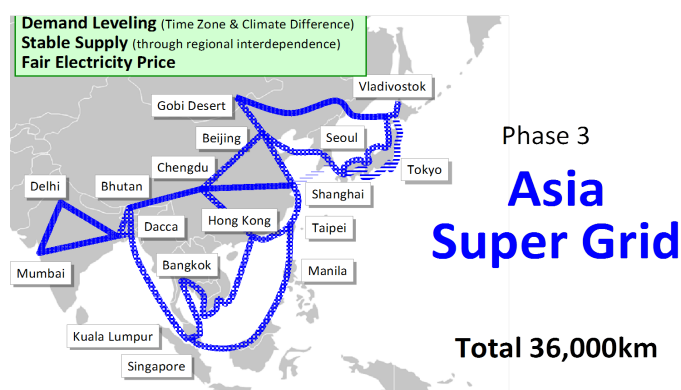 Demand Leveling (Time Zone & Climate Difference)
Stable Supply (through regional interdependence)
Fair Electricity Price
Vladivostok
Gobi Desert
Beijing
Seoul
Phase 3
Chengdu
Tokyo
Delhi
Bhutan
Shanghai
Asia
Super Grid
Dacca
Hong Kong
Taipei
Bangkok
Mumbai
Manila
Kuala Lumpur
Total 36,000km
Singapore